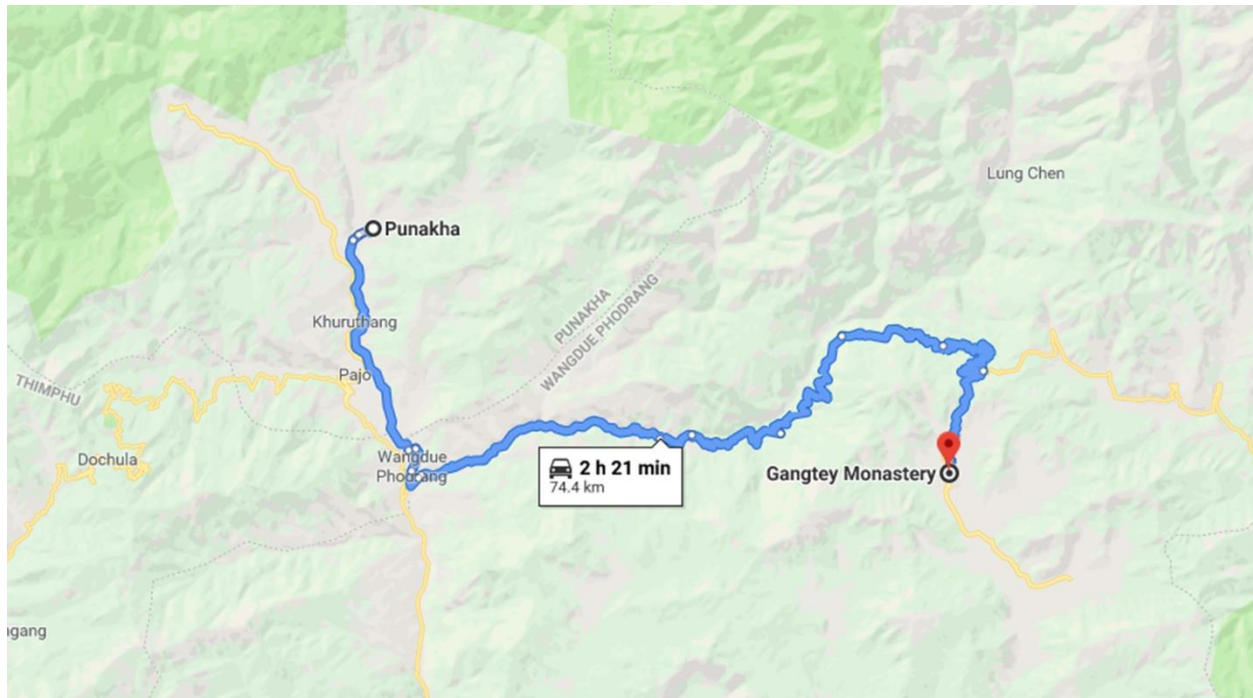 Lung Chen
Punakha
PUNAKHA
WANGDUE PHODRANG
Khuruthang
THIMPHU
Pajo
Dochula
Wangdue
Phodrang
2 h 21 min
74.4 km
Gangtey Monastery
ngang